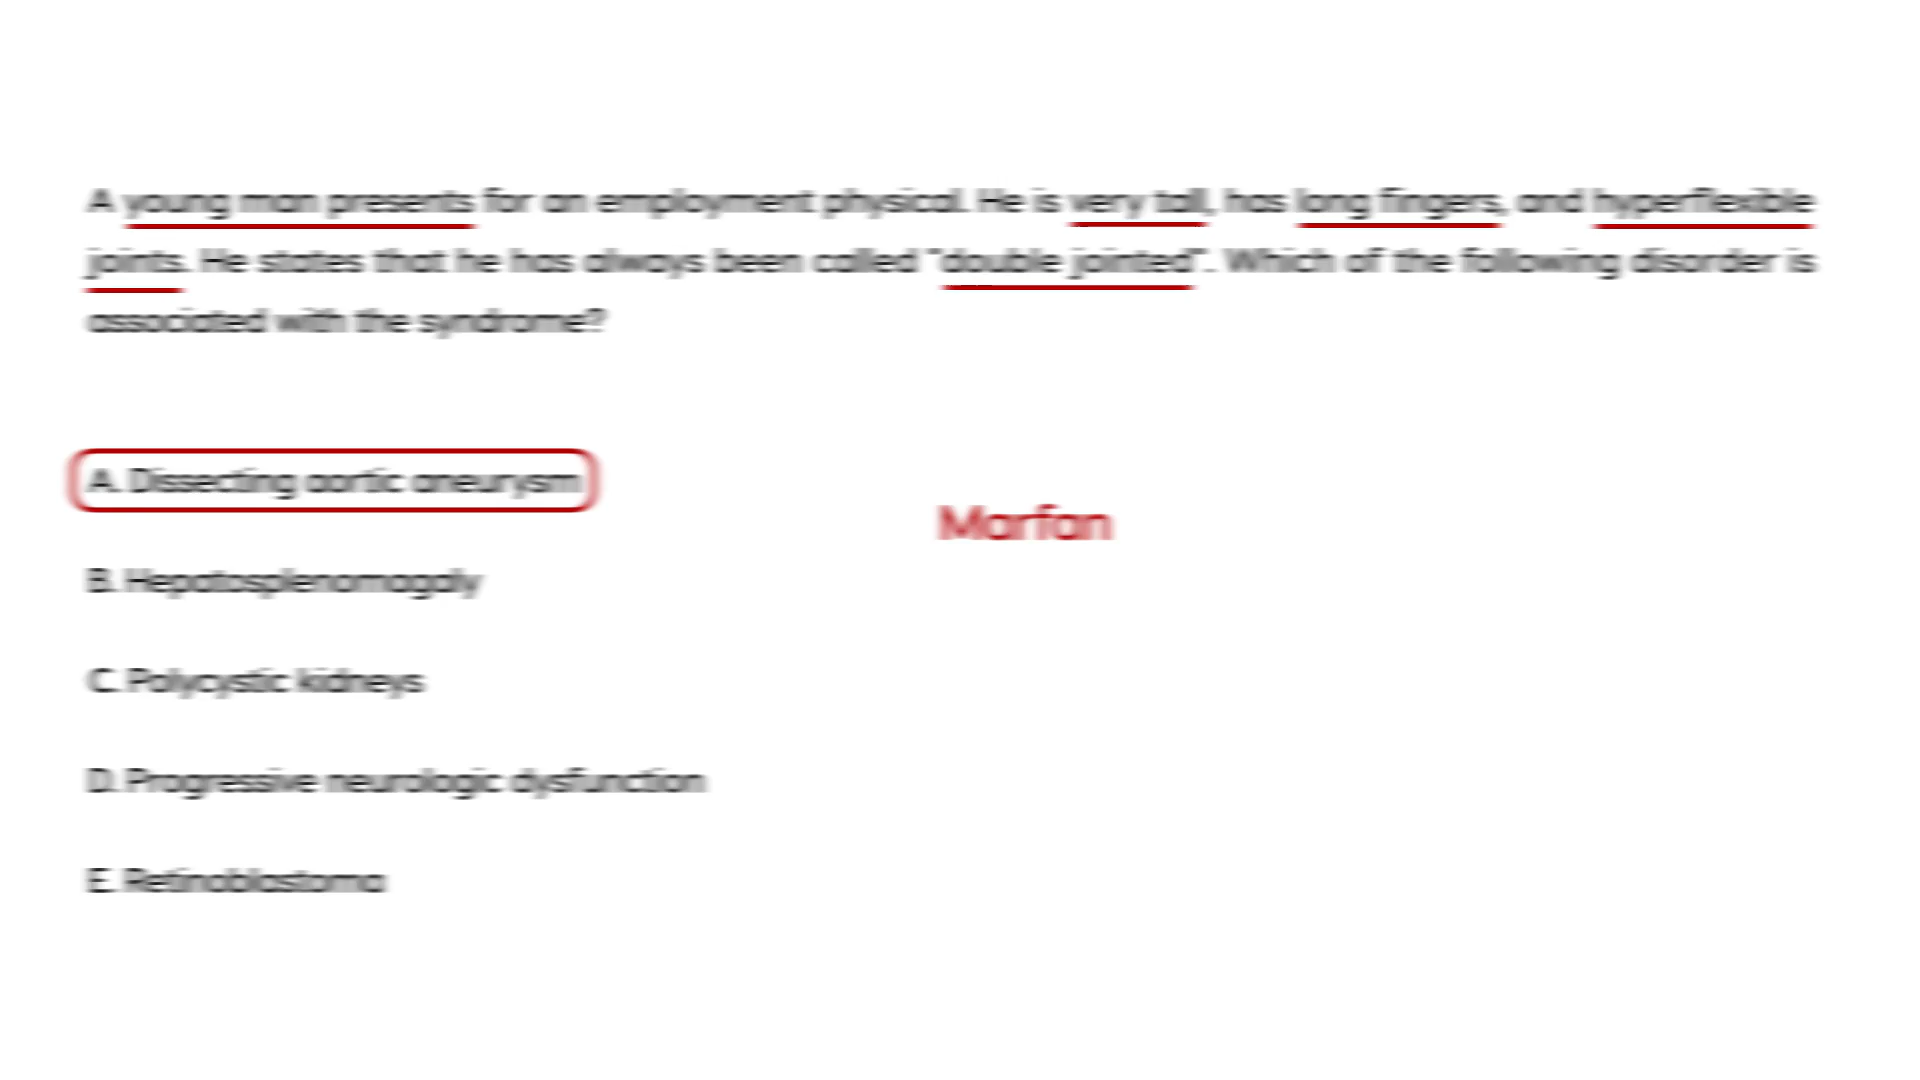 A young man presents for an employment physical. He is very tall, has long fingers, and hyperflexible
joints. He states that he has always been called "double jointed". Which of the following disorder is
associated with the syndrome?
A. Dissecting aortic aneurysm
Marfan
B. Hepatosplenomagaly
C. Polycystic kidneys
D. Progressive neurologic dysfunction
E. Retinoblastoma